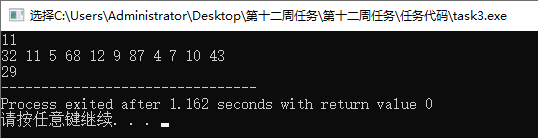 选择C:\Users\Administrator\Desktop\第十二周任务\第十二周任务\任务代码\task3.exe
11
32 11 5 68 12 9 87 4 7 10 43
29
--------------------------------
Process exited after 1.162 seconds with return value 0
请按任意键继续. . .